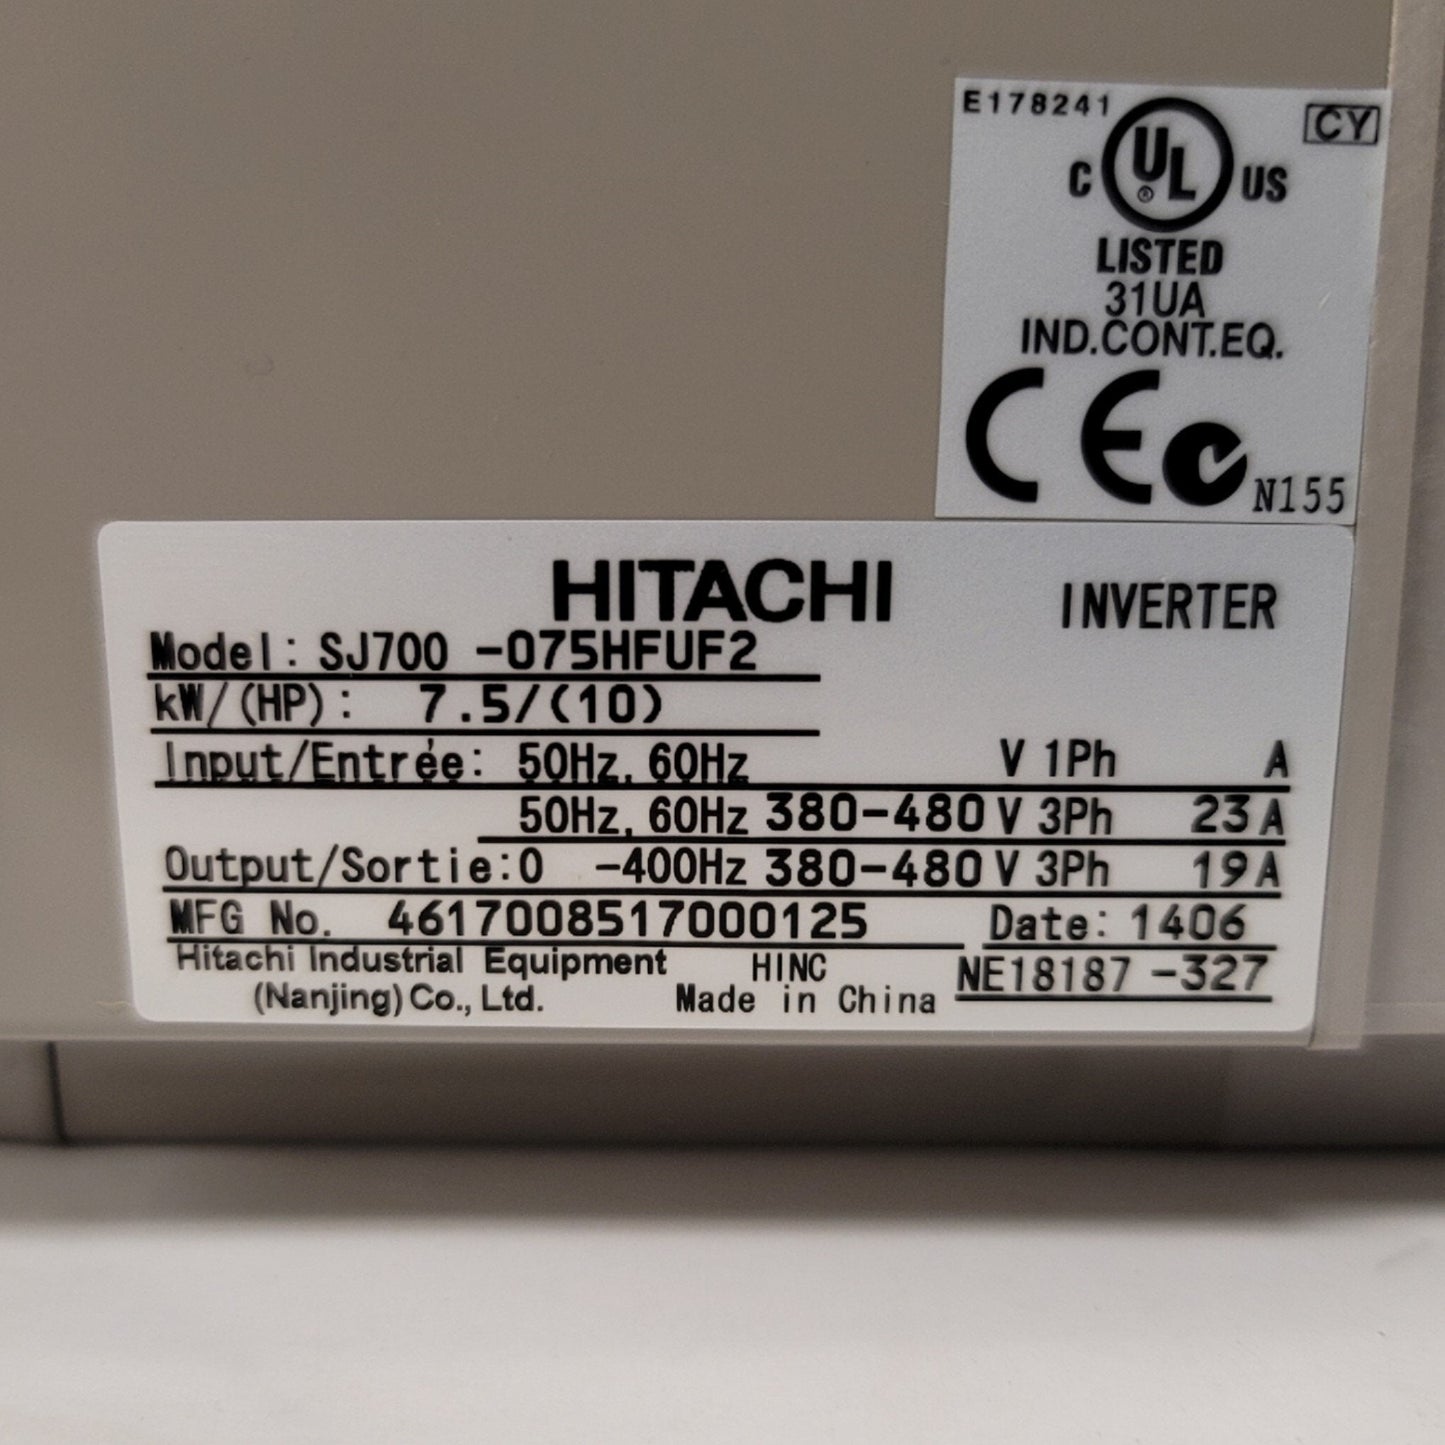 E178241
CY
C UL® US
LISTED
31UA
IND.CONT.EQ.
CE N155
HITACHI INVERTER
Model: SJ700 -075HFUF2
kW/(HP): 7.5/(10)
Input/Entrée: 50Hz, 60Hz V 1Ph A
50Hz, 60Hz 380-480 V 3Ph 23 A
Output/Sortie: 0 -400Hz 380-480 V 3Ph 19 A
MFG No. 4617008517000125 Date: 1406
Hitachi Industrial Equipment HINC NE18187 -327
(Nanjing) Co., Ltd. Made in China